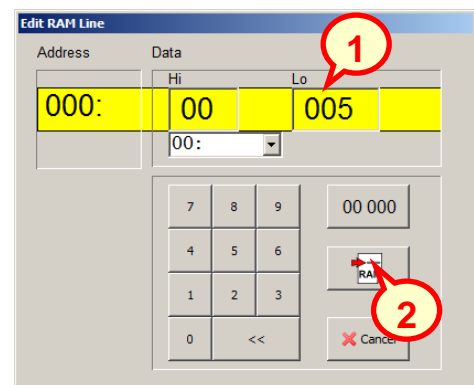 Edit RAM Line
Address Data
1
Hi Lo
000: 00 005
00:
7 8 9 00 000
4 5 6
RAM
1 2 3
2
0 << Cancel